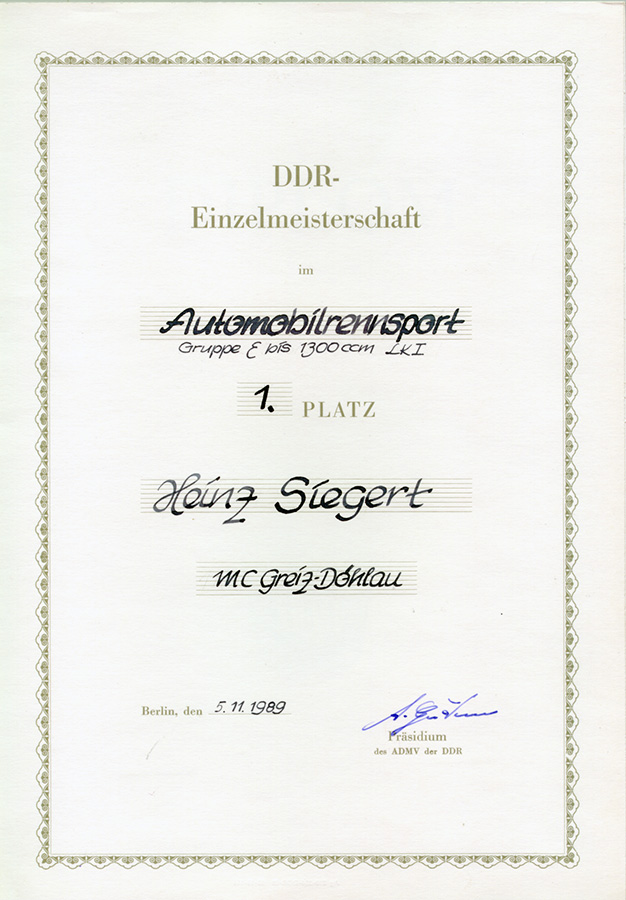 DDR-
Einzelmeisterschaft
im
Automobilrennsport
Gruppe E bis 1300 ccm LK I
1. PLATZ
Heinz Siegert
MC Greiz-Döhlau
Berlin, den 5.11.1989
Präsidium
des ADMV der DDR